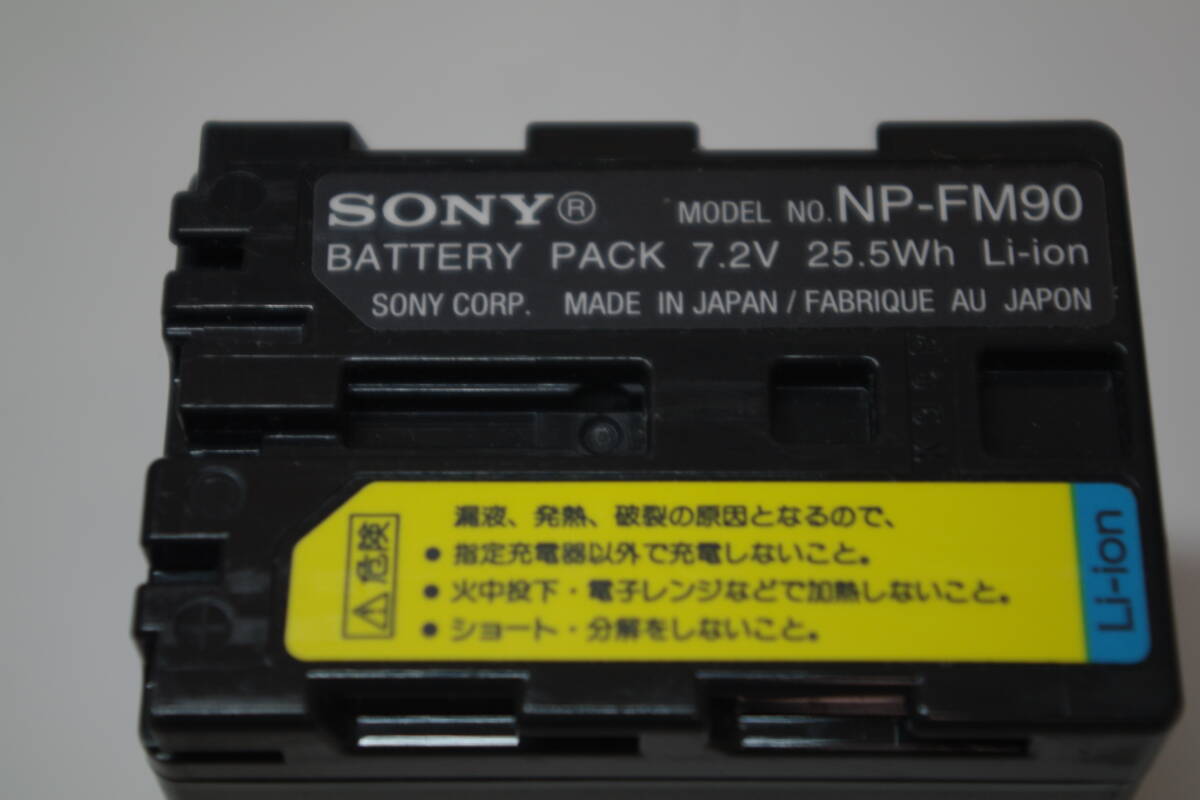 SONY® MODEL NO. NP-FM90
BATTERY PACK 7.2V 25.5Wh Li-ion
SONY CORP. MADE IN JAPAN / FABRIQUE AU JAPON
⚠危険
漏液、発熱、破裂の原因となるので、
● 指定充電器以外で充電しないこと。
● 火中投下・電子レンジなどで加熱しないこと。
● ショート・分解をしないこと。
Li-ion